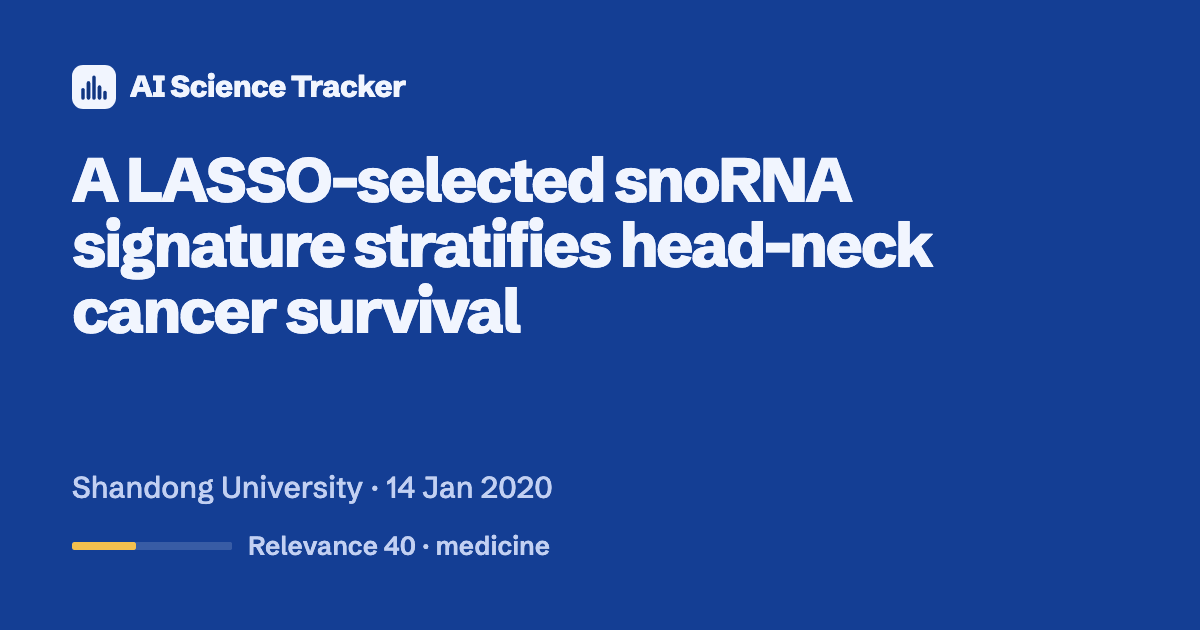 AI Science Tracker
A LASSO-selected snoRNA
signature stratifies head-neck
cancer survival
Shandong University · 14 Jan 2020
Relevance 40 · medicine